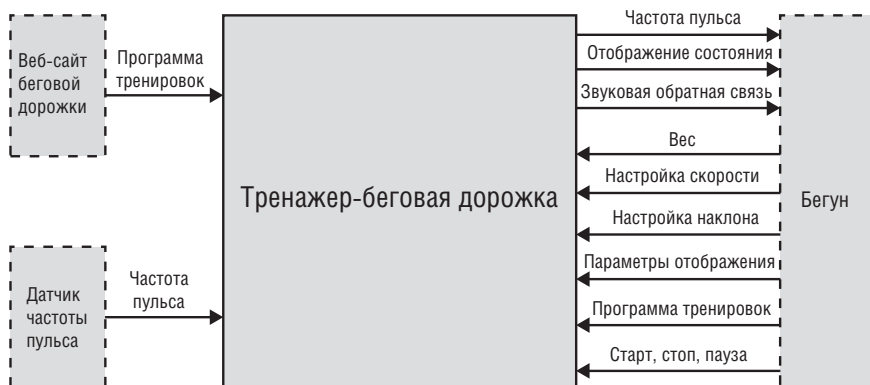 Веб-сайт
беговой
дорожки
Программа
тренировок
Датчик
частоты
пульса
Частота
пульса
Тренажер-беговая дорожка
Частота пульса
Отображение состояния
Звуковая обратная связь
Вес
Настройка скорости
Настройка наклона
Параметры отображения
Программа тренировок
Старт, стоп, пауза
Бегун